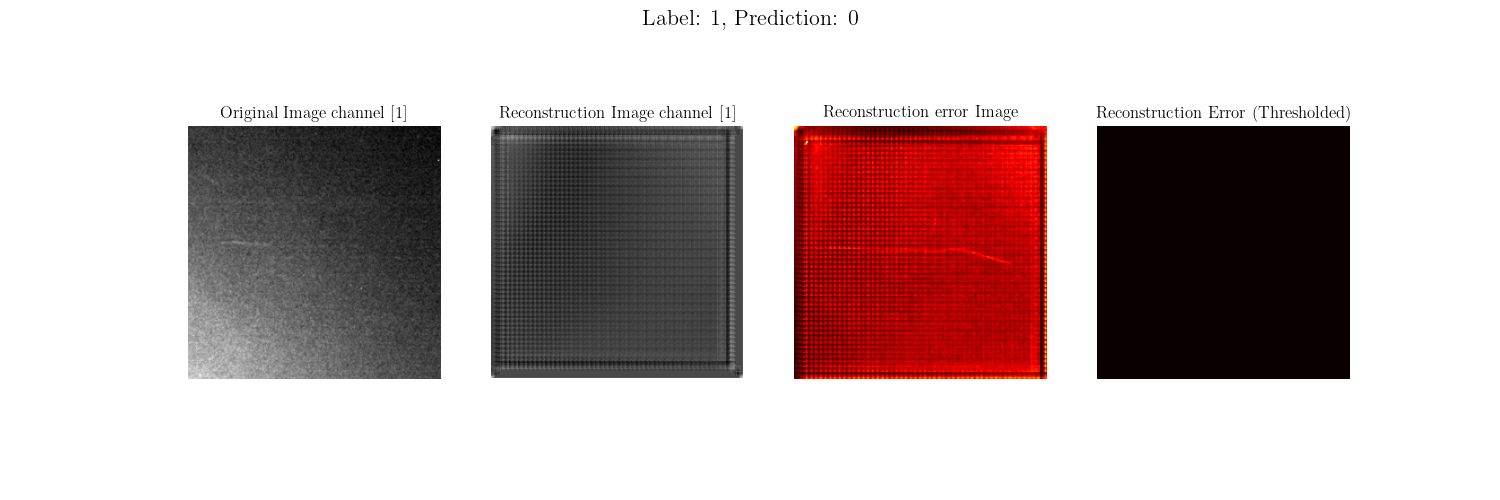 Label: 1, Prediction: 0
Original Image channel [1]
Reconstruction Image channel [1]
Reconstruction error Image
Reconstruction Error (Thresholded)